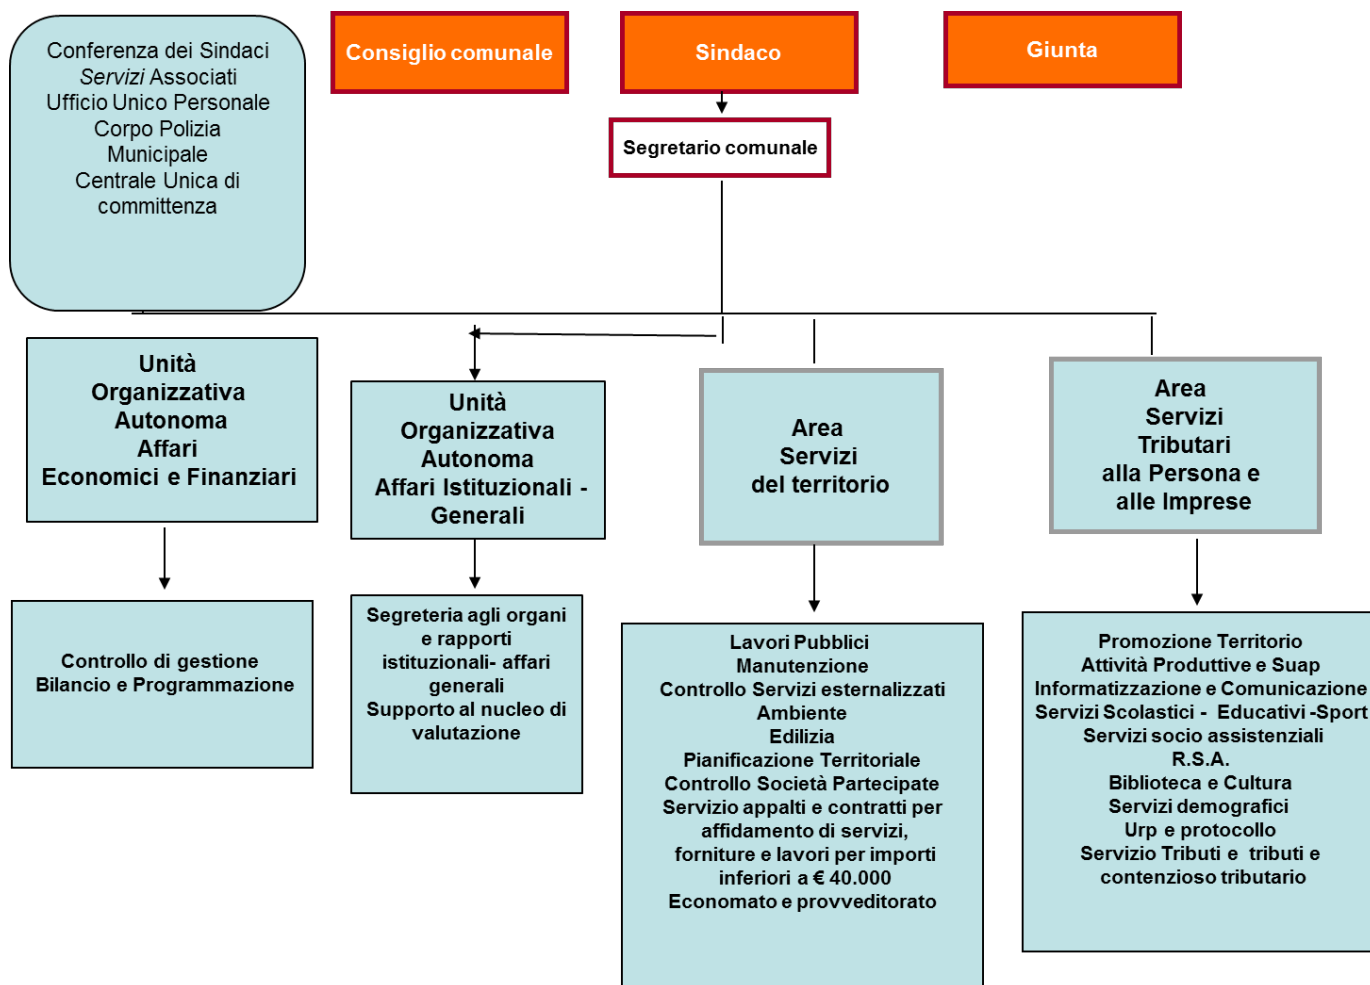 Conferenza dei Sindaci
Servizi Associati
Ufficio Unico Personale
Corpo Polizia
Municipale
Centrale Unica di
committenza
Consiglio comunale
Sindaco
Giunta
Segretario comunale
Unità
Organizzativa
Autonoma
Affari
Economici e Finanziari
Unità
Organizzativa
Autonoma
Affari Istituzionali -
Generali
Area
Servizi
del territorio
Area
Servizi
Tributari
alla Persona e
alle Imprese
Controllo di gestione
Bilancio e Programmazione
Segreteria agli organi
e rapporti
istituzionali- affari
generali
Supporto al nucleo di
valutazione
Lavori Pubblici
Manutenzione
Controllo Servizi esternalizzati
Ambiente
Edilizia
Pianificazione Territoriale
Controllo Società Partecipate
Servizio appalti e contratti per
affidamento di servizi,
forniture e lavori per importi
inferiori a € 40.000
Economato e provveditorato
Promozione Territorio
Attività Produttive e Suap
Informatizzazione e Comunicazione
Servizi Scolastici - Educativi -Sport
Servizi socio assistenziali
R.S.A.
Biblioteca e Cultura
Servizi demografici
Urp e protocollo
Servizio Tributi e tributi e
contenzioso tributario